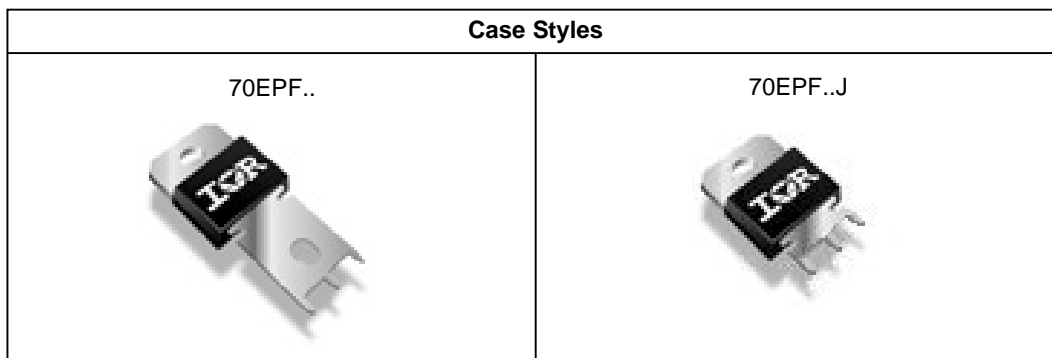 Case Styles
70EPF..
70EPF..J
IOR
IOR